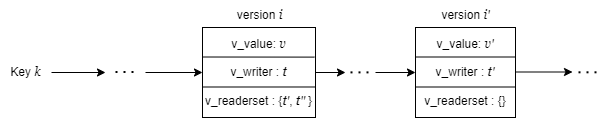 version i version i'
v_value: v v_value: v'
Key k ··· v_writer : t ··· v_writer : t' ···
v_readerset : {t', t''} v_readerset : {}